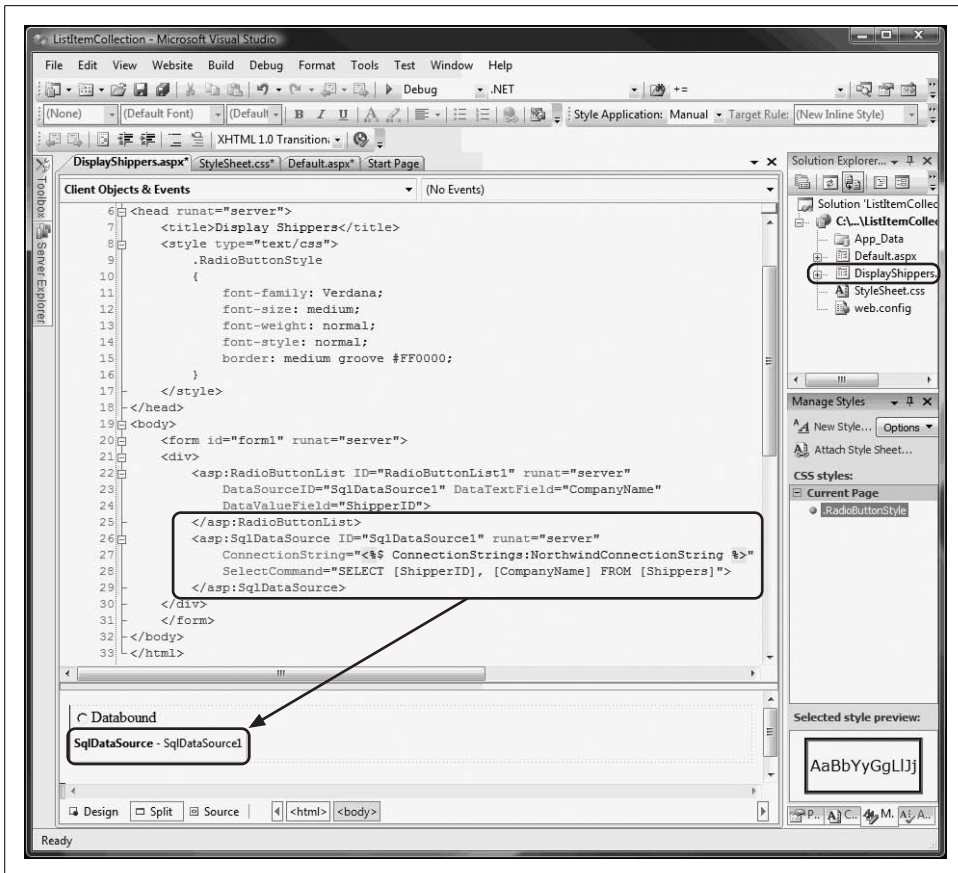 ListItemCollection - Microsoft Visual Studio
File Edit View Website Build Debug Format Tools Test Window Help
Debug .NET +=
(None) (Default Font) (Default B I U A Style Application: Manual Target Rule: (New Inline Style)
XHTML 1.0 Transition:
Toolbox
Server Explorer
DisplayShippers.aspx* StyleSheet.css* Default.aspx* Start Page
Client Objects & Events (No Events)
6 <head runat="server">
7 <title>Display Shippers</title>
8 <style type="text/css">
9 .RadioButtonStyle
10 {
11 font-family: Verdana;
12 font-size: medium;
13 font-weight: normal;
14 font-style: normal;
15 border: medium groove #FF0000;
16 }
17 </style>
18 </head>
19 <body>
20 <form id="form1" runat="server">
21 <div>
22 <asp:RadioButtonList ID="RadioButtonList1" runat="server"
23 DataSourceID="SqlDataSource1" DataTextField="CompanyName"
24 DataValueField="ShipperID">
25 </asp:RadioButtonList>
26 <asp:SqlDataSource ID="SqlDataSource1" runat="server"
27 ConnectionString="<%$ ConnectionStrings:NorthwindConnectionString %>"
28 SelectCommand="SELECT [ShipperID], [CompanyName] FROM [Shippers]">
29 </asp:SqlDataSource>
30 </div>
31 </form>
32 </body>
33 </html>
Databound
SqlDataSource - SqlDataSource1
Design Split Source <html> <body>
Ready
Solution Explorer...
Solution 'ListItemCollec
C:\...\ListItemColle
App_Data
Default.aspx
DisplayShippers.
StyleSheet.css
web.config
Manage Styles
New Style... Options
Attach Style Sheet...
CSS styles:
Current Page
.RadioButtonStyle
Selected style preview:
AaBbYyGgLlJj
P.. C.. M. A..